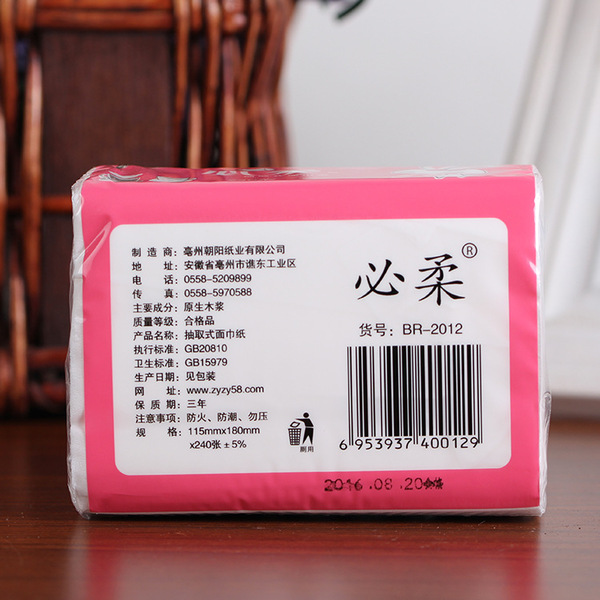 制造商：亳州朝阳纸业有限公司
地址：安徽省亳州市谯东工业区
电话：0558-5209899
传真：0558-5970588
主要成分：原生木浆
质量等级：合格品
产品名称：抽取式面巾纸
执行标准：GB20810
卫生标准：GB15979
生产日期：见包装
网址：www.zyzy58.com
保质期：三年
注意事项：防火、防潮、勿压
规格：115mmx180mm
x240张±5%
厕用
必柔®
货号：BR-2012
6 953937 400129
2016.08.20